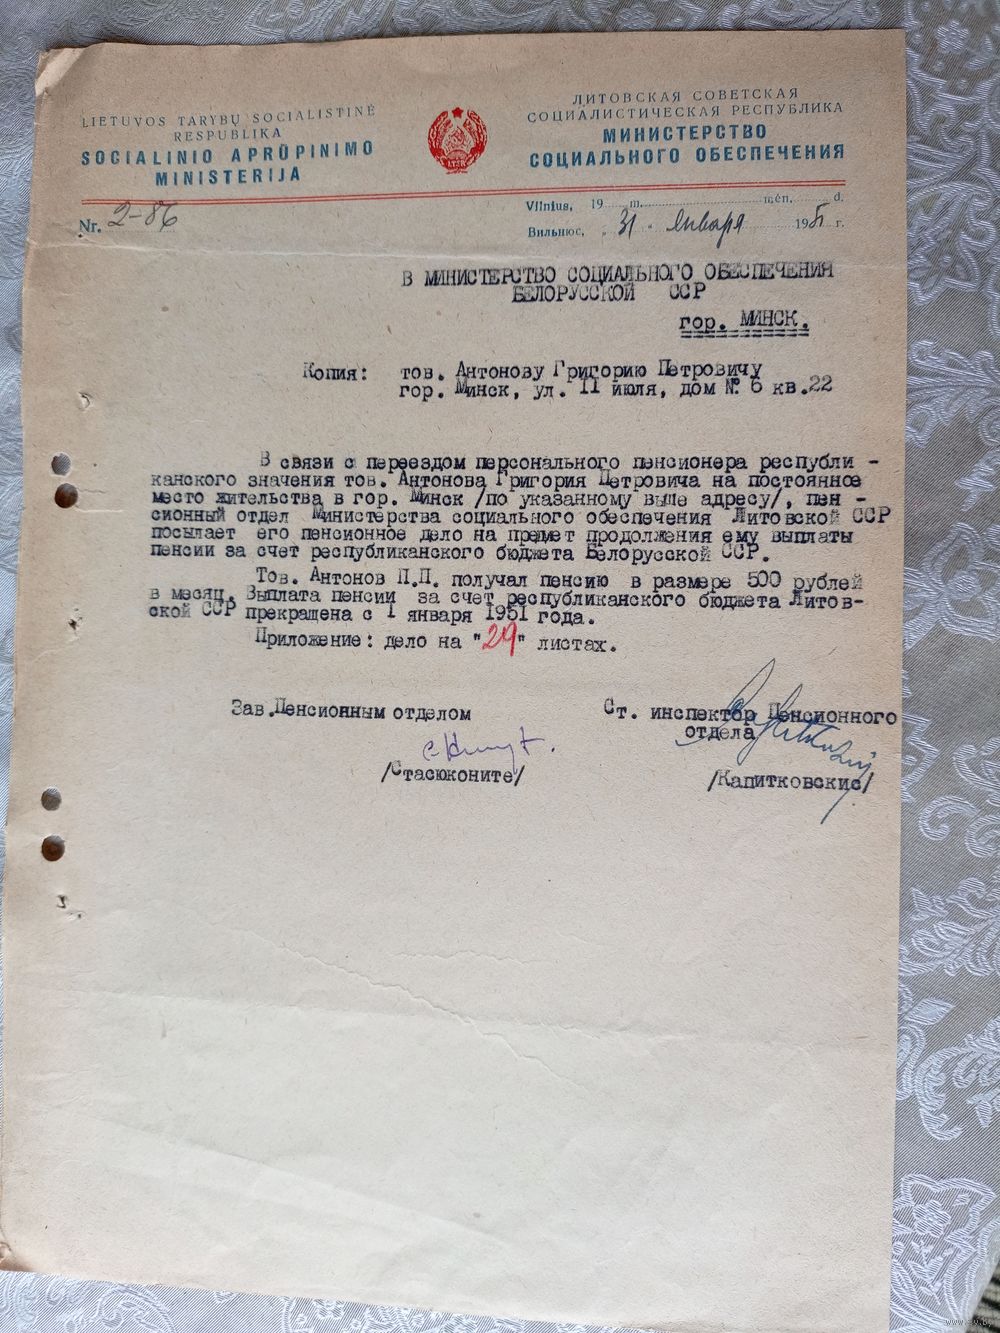 LIETUVOS TARYBŲ SOCIALISTINĖ
RESPUBLIKA
SOCIALINIO APRŪPINIMO
MINISTERIJA
LTSR
ЛИТОВСКАЯ СОВЕТСКАЯ
СОЦИАЛИСТИЧЕСКАЯ РЕСПУБЛИКА
МИНИСТЕРСТВО
СОЦИАЛЬНОГО ОБЕСПЕЧЕНИЯ
Nr. 2-86
Vilnius, 19 m. mėn. d.
Вильнюс, "31" января 1951 г.
В МИНИСТЕРСТВО СОЦИАЛЬНОГО ОБЕСПЕЧЕНИЯ
БЕЛОРУССКОЙ ССР
гор. МИНСК.
Копия: тов. Антонову Григорию Петровичу
гор. Минск, ул. 11 июля, дом № 6 кв.22
В связи с переездом персонального пенсионера республи -
канского значения тов. Антонова Григория Петровича на постоянное
место жительства в гор. Минск /по указанному выше адресу/, пен -
сионный отдел Министерства социального обеспечения Литовской ССР
посылает его пенсионное дело на предмет продолжения ему выплаты
пенсии за счет республиканского бюджета Белорусской ССР.
Тов. Антонов П.П. получал пенсию в размере 500 рублей
в месяц. Выплата пенсии за счет республиканского бюджета Литов-
ской ССР прекращена с 1 января 1951 года.
Приложение: дело на "29" листах.
Зав.Пенсионным отделом
/Стасюконите/
Ст. инспектор Пенсионного
отдела
/Капитковские/